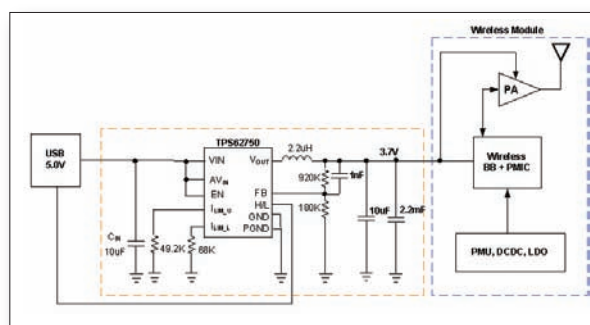 Wireless Module
TPS62750
USB
5.0V
VIN
AVIN
EN
ILIM_U
ILIM_L
VOUT
FB
H/L
GND
PGND
2.2uH
3.7V
920K
1nF
180K
10uF
2.2mF
CIN
10uF
49.2K
68K
PA
Wireless
BB + PMIC
PMU, DCDC, LDO